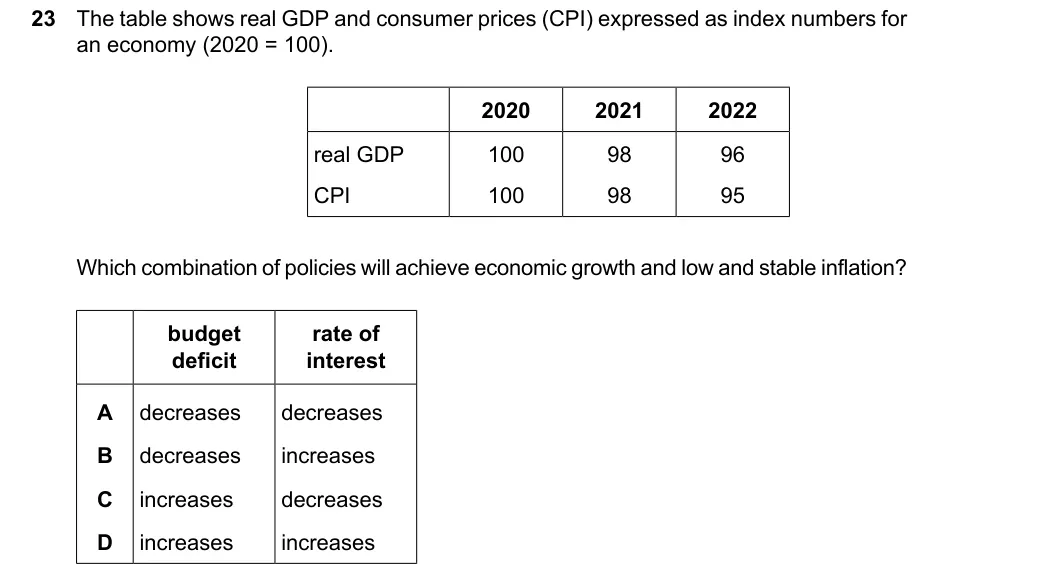 23 The table shows real GDP and consumer prices (CPI) expressed as index numbers for
an economy (2020 = 100).
2020 2021 2022
real GDP 100 98 96
CPI 100 98 95
Which combination of policies will achieve economic growth and low and stable inflation?
budget rate of
deficit interest
A decreases decreases
B decreases increases
C increases decreases
D increases increases